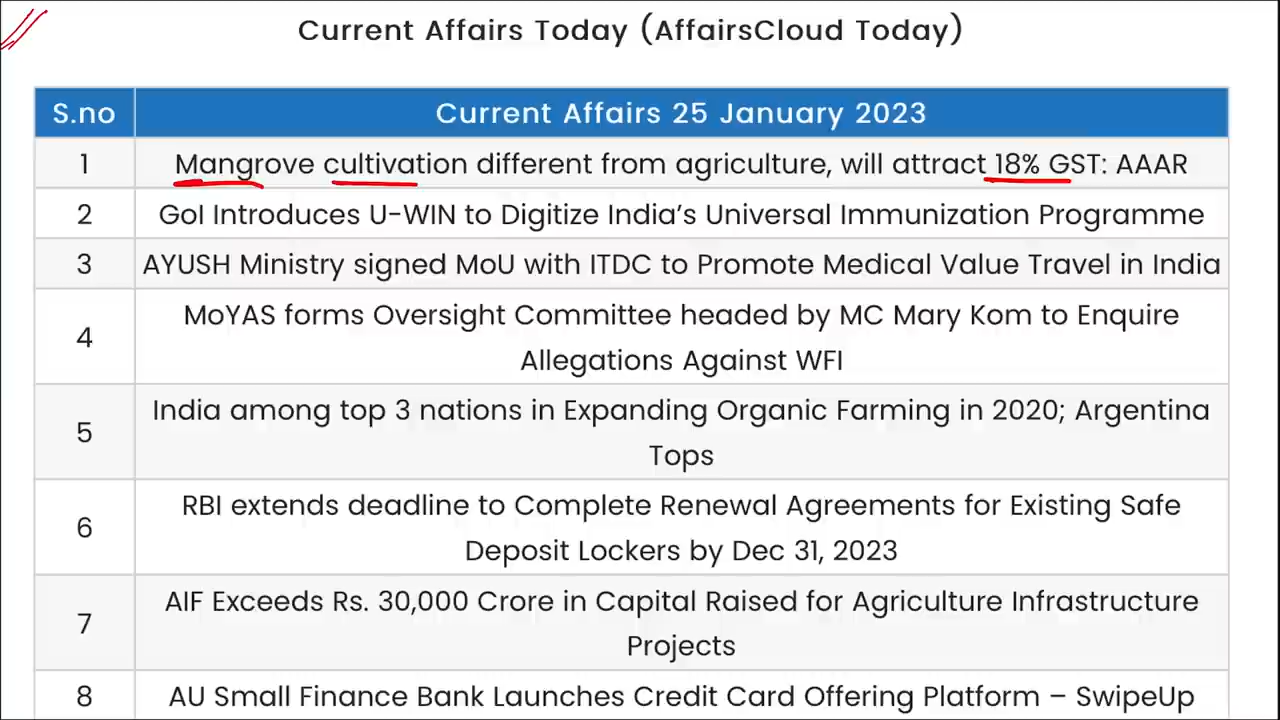 Current Affairs Today (AffairsCloud Today)
S.no Current Affairs 25 January 2023
1 Mangrove cultivation different from agriculture, will attract 18% GST: AAAR
2 GoI Introduces U-WIN to Digitize India's Universal Immunization Programme
3 AYUSH Ministry signed MoU with ITDC to Promote Medical Value Travel in India
4 MoYAS forms Oversight Committee headed by MC Mary Kom to Enquire
Allegations Against WFI
5 India among top 3 nations in Expanding Organic Farming in 2020; Argentina
Tops
6 RBI extends deadline to Complete Renewal Agreements for Existing Safe
Deposit Lockers by Dec 31, 2023
7 AIF Exceeds Rs. 30,000 Crore in Capital Raised for Agriculture Infrastructure
Projects
8 AU Small Finance Bank Launches Credit Card Offering Platform – SwipeUp